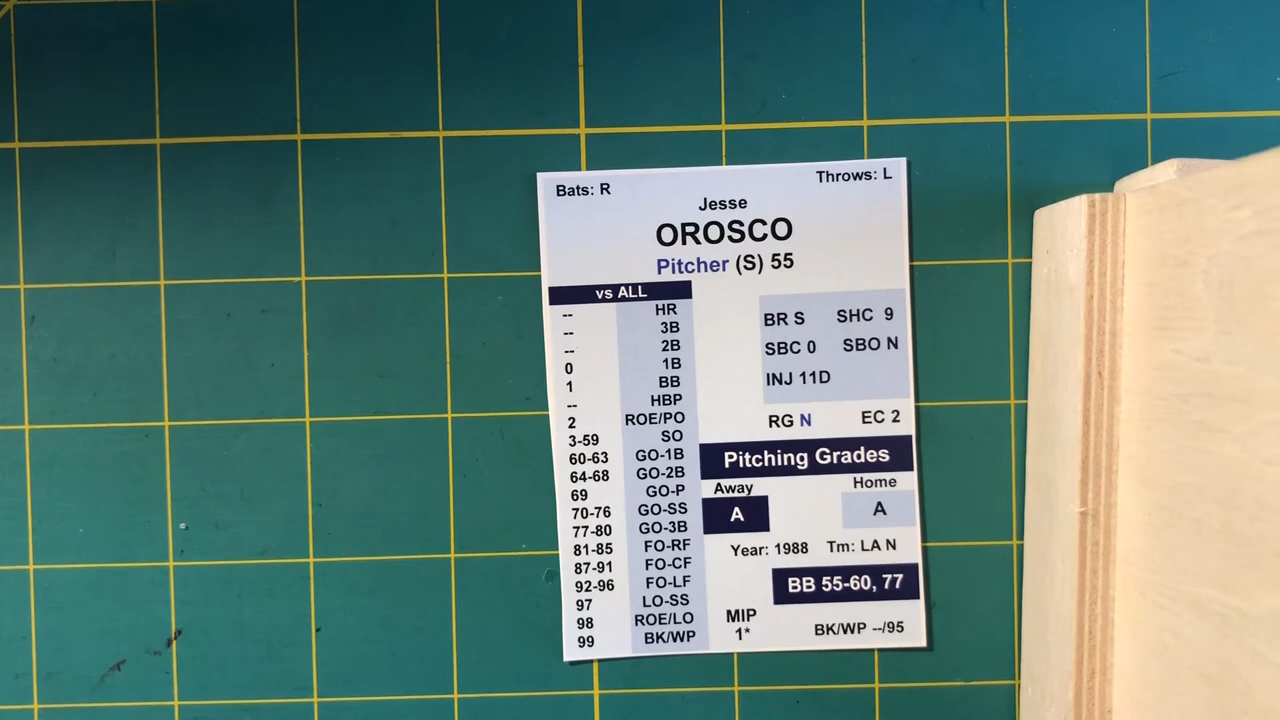 Bats: R Throws: L
Jesse
OROSCO
Pitcher (S) 55
vs ALL
-- HR
-- 3B
-- 2B
0 1B
1 BB
-- HBP
2 ROE/PO
3-59 SO
60-63 GO-1B
64-68 GO-2B
69 GO-P
70-76 GO-SS
77-80 GO-3B
81-85 FO-RF
87-91 FO-CF
92-96 FO-LF
97 LO-SS
98 ROE/LO
99 BK/WP
BR S SHC 9
SBC 0 SBO N
INJ 11D
RG N EC 2
Pitching Grades
Away Home
A A
Year: 1988 Tm: LA N
BB 55-60, 77
MIP
1*
BK/WP --/95